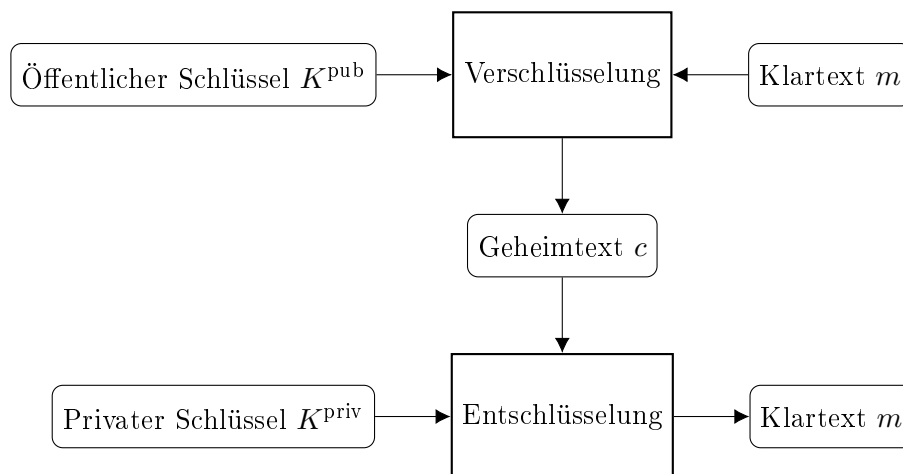 Öffentlicher Schlüssel K^pub
Verschlüsselung
Klartext m
Geheimtext c
Privater Schlüssel K^priv
Entschlüsselung
Klartext m